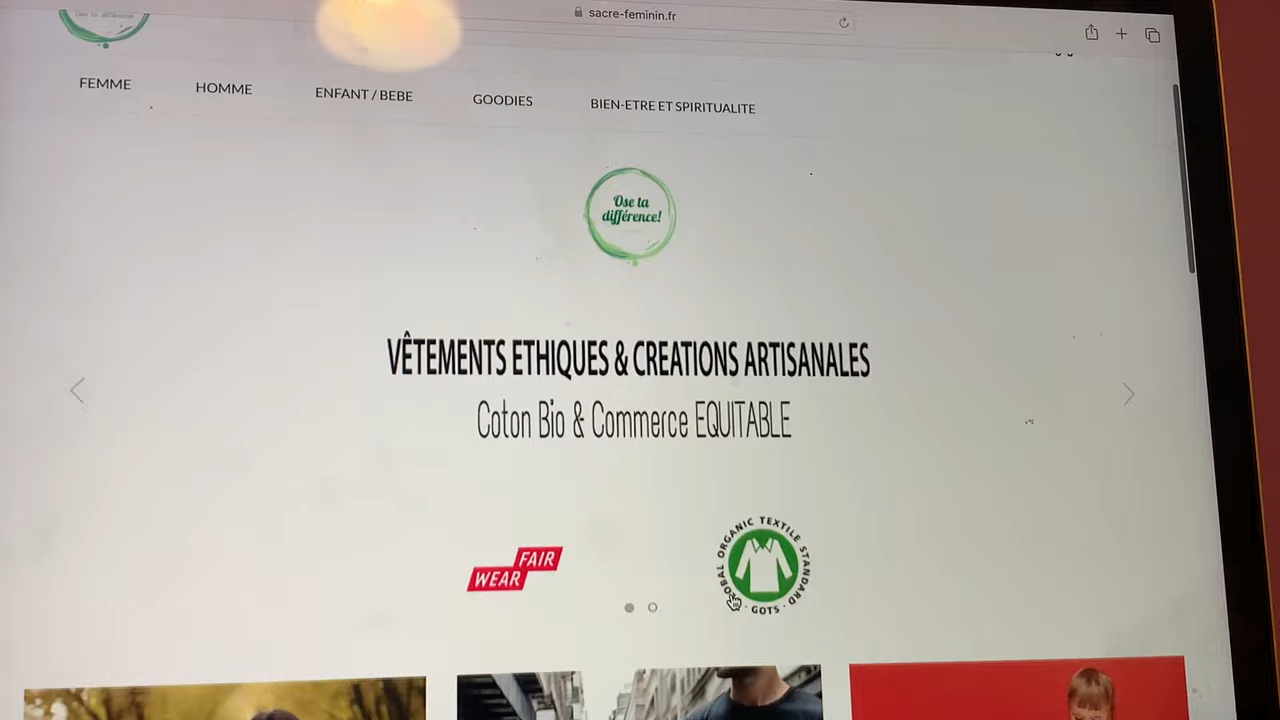 sacre-feminin.fr
FEMME
HOMME
ENFANT / BEBE
GOODIES
BIEN-ETRE ET SPIRITUALITE
Ose ta
différence!
VÊTEMENTS ETHIQUES & CREATIONS ARTISANALES
Coton Bio & Commerce EQUITABLE
FAIR
WEAR
GLOBAL ORGANIC TEXTILE STANDARD · GOTS ·